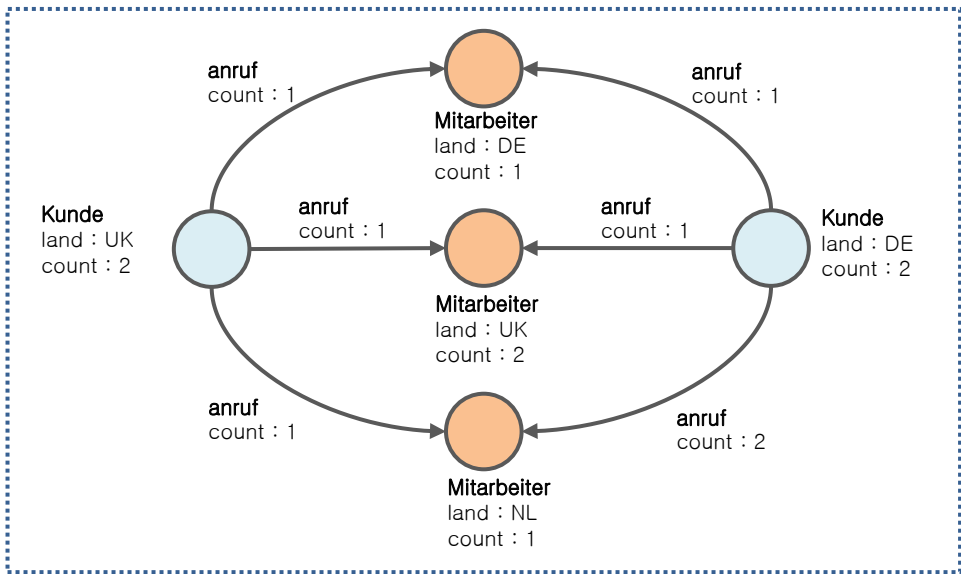 anruf
count : 1
anruf
count : 1
Mitarbeiter
land : DE
count : 1
Kunde
land : UK
count : 2
anruf
count : 1
anruf
count : 1
Kunde
land : DE
count : 2
Mitarbeiter
land : UK
count : 2
anruf
count : 1
anruf
count : 2
Mitarbeiter
land : NL
count : 1